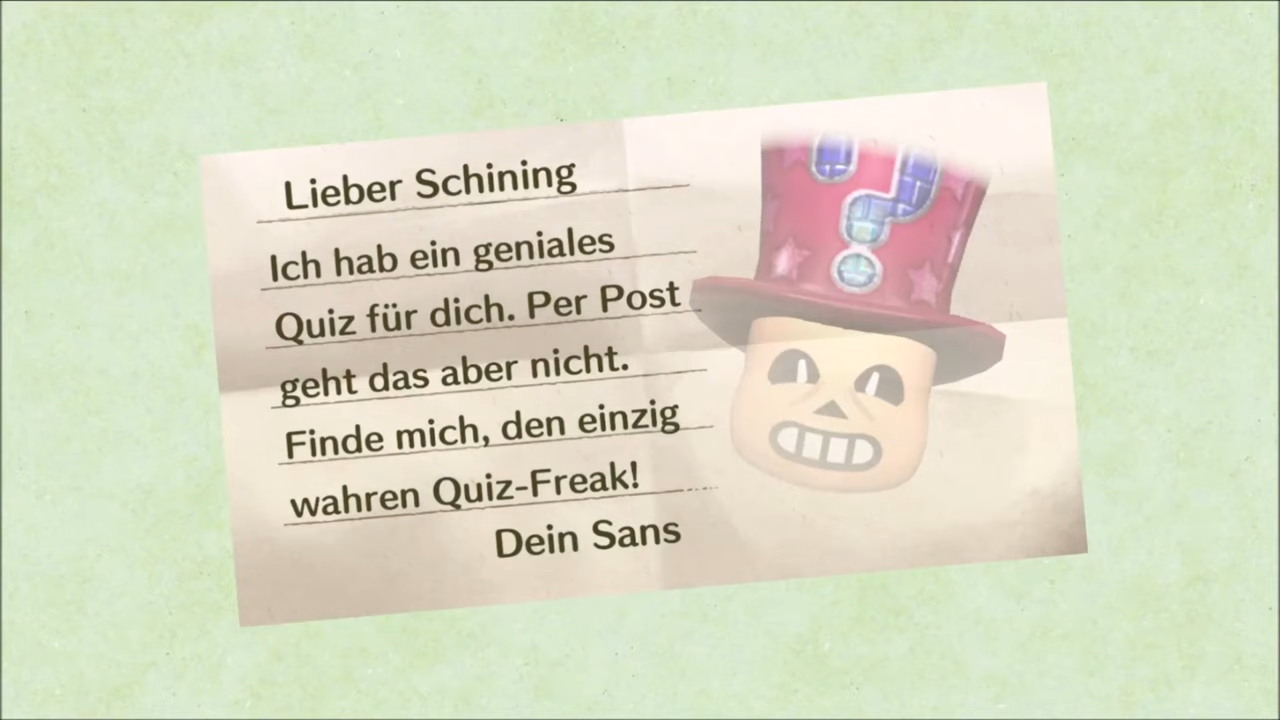 Lieber Schining
Ich hab ein geniales
Quiz für dich. Per Post
geht das aber nicht.
Finde mich, den einzig
wahren Quiz-Freak!
Dein Sans